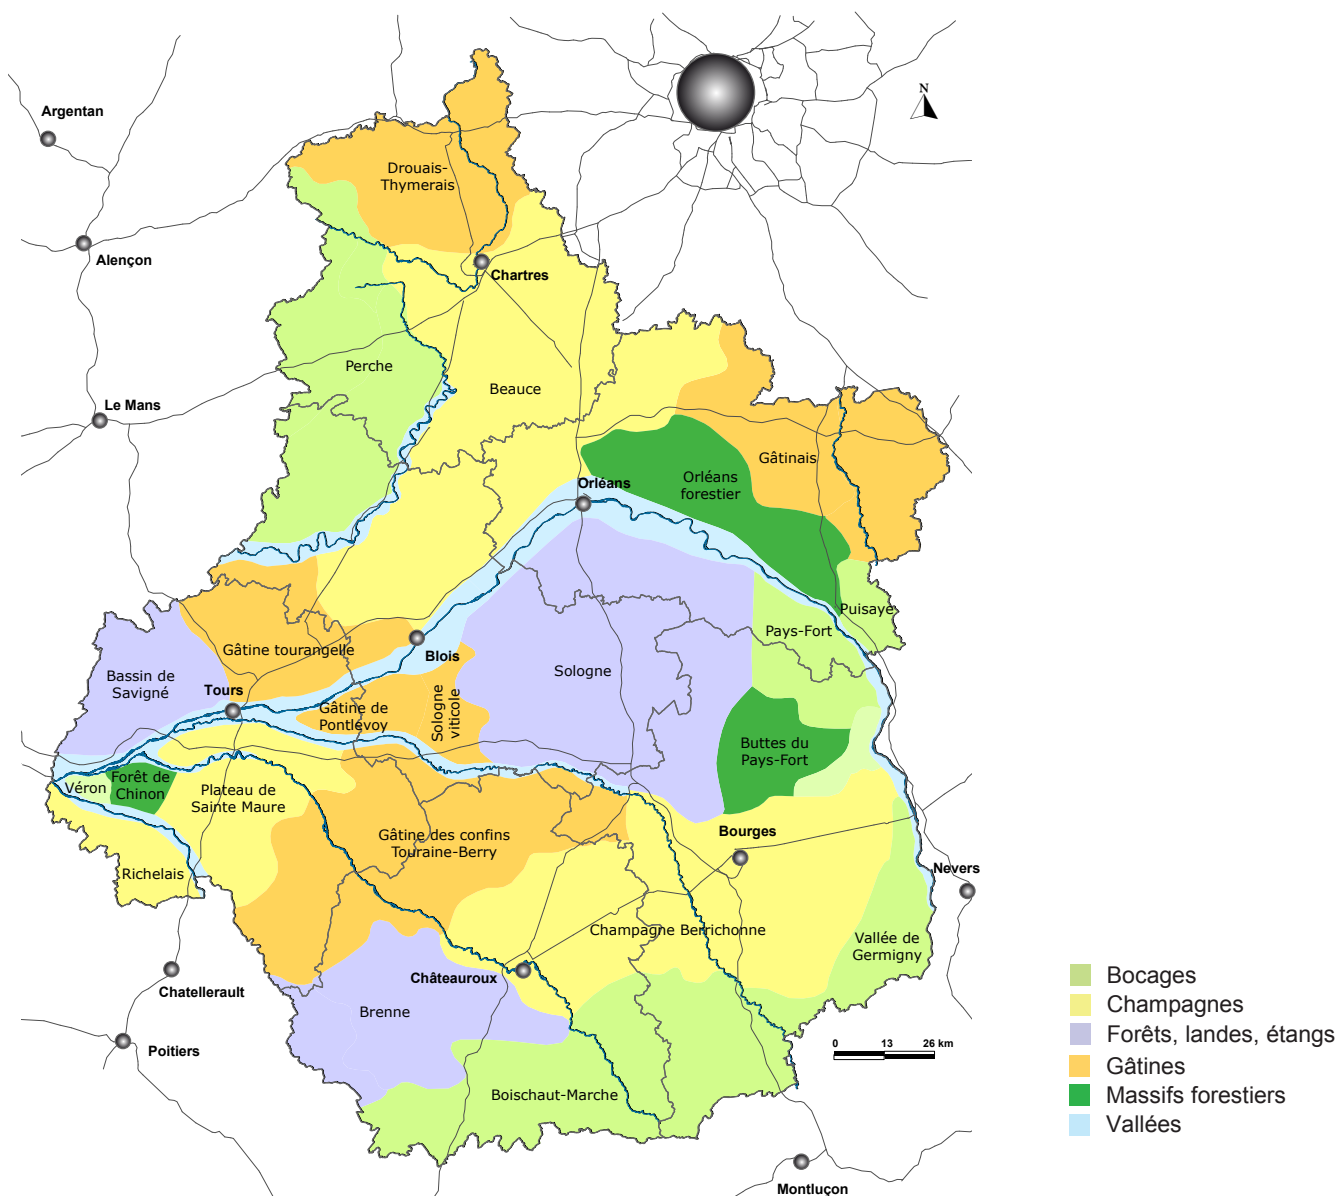 N
Argentan
Drouais-
Thymerais
Alençon
Chartres
Perche
Beauce
Le Mans
Gâtinais
Orléans
forestier
Orléans
Puisaye
Pays-Fort
Gâtine tourangelle
Blois
Sologne
Bassin de
Savigné
Tours
Gâtine de
Pontlevoy
Sologne
viticole
Buttes du
Pays-Fort
Véron
Forêt de
Chinon
Plateau de
Sainte Maure
Gâtine des confins
Touraine-Berry
Bourges
Richelais
Nevers
Champagne Berrichonne
Vallée de
Germigny
Châteauroux
Chatellerault
Brenne
Poitiers
Boischaut-Marche
Montluçon
0 13 26 km
Bocages
Champagnes
Forêts, landes, étangs
Gâtines
Massifs forestiers
Vallées